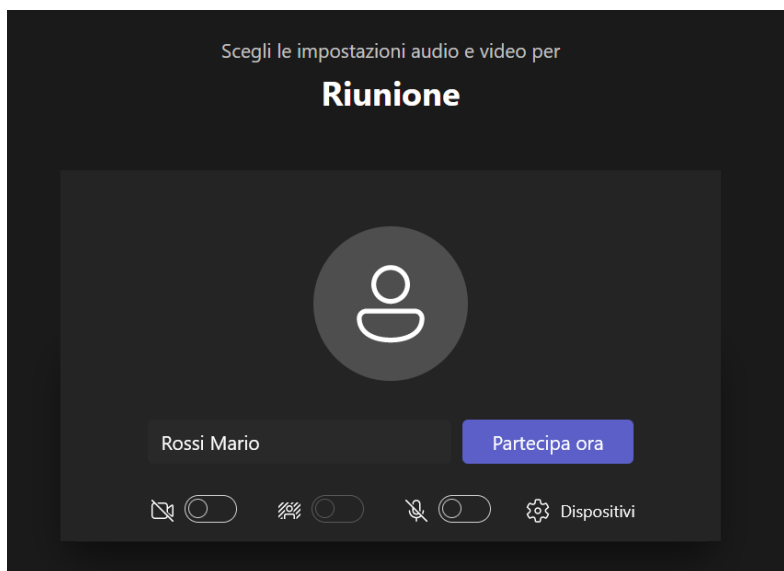 Scegli le impostazioni audio e video per
Riunione
Rossi Mario
Partecipa ora
Dispositivi